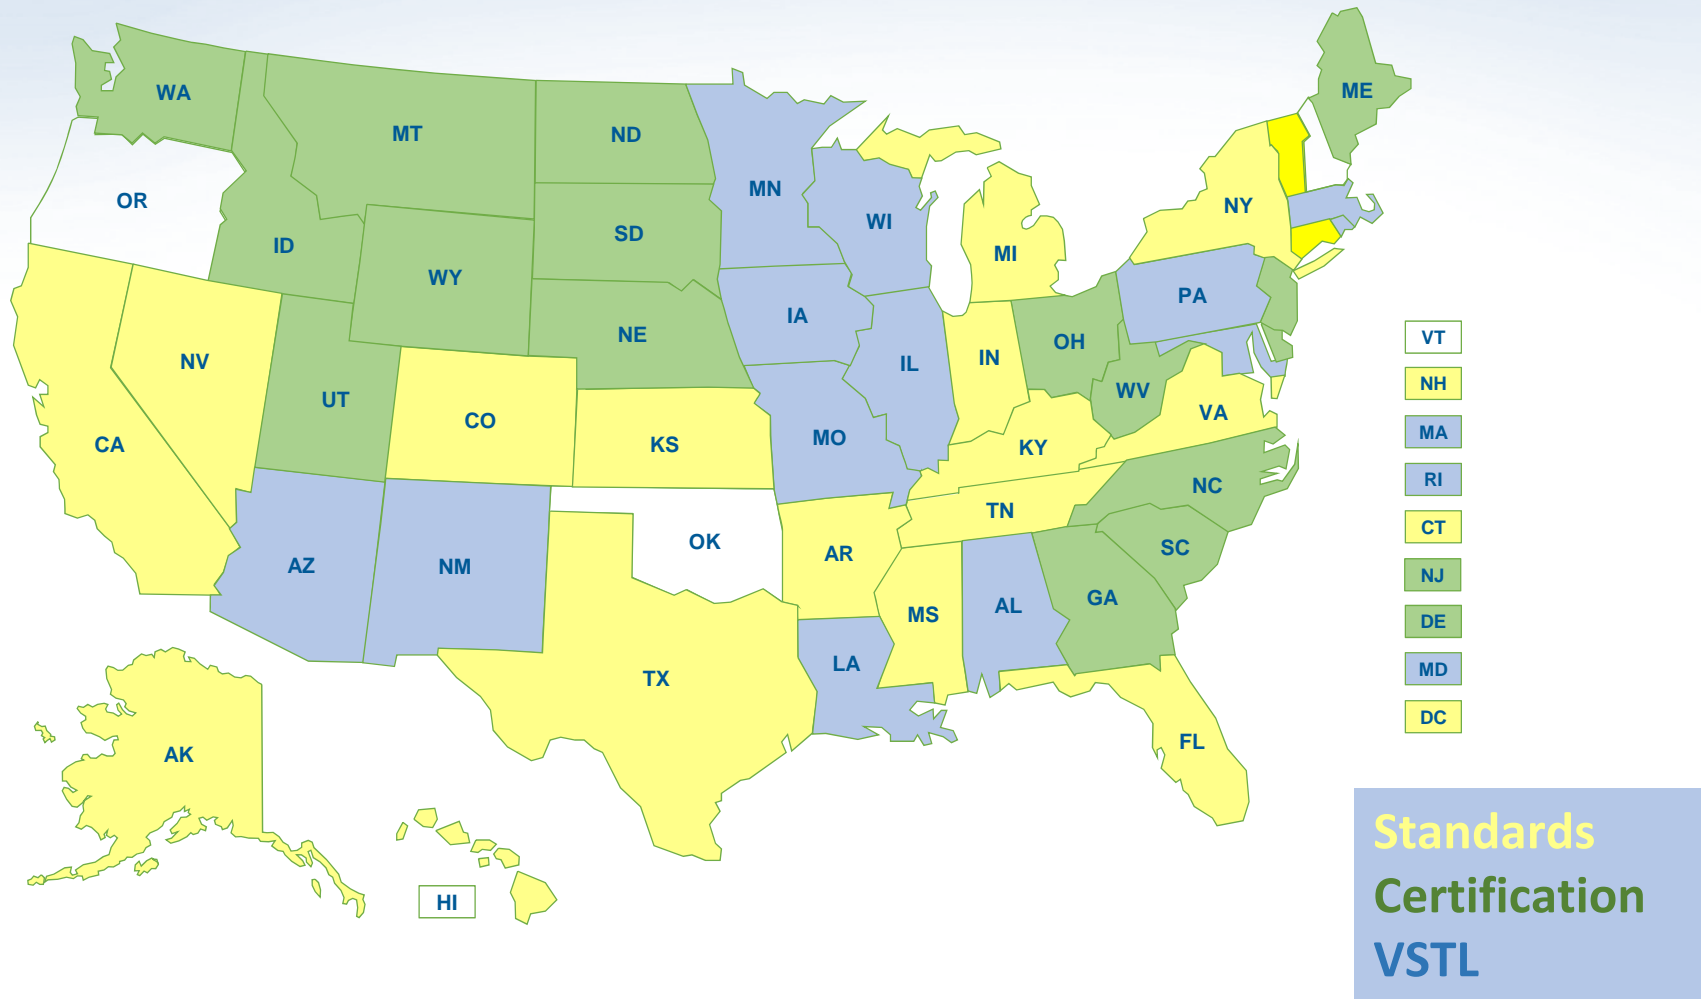 WA
MT
ND
MN
ME
OR
ID
SD
WI
NY
WY
MI
NV
NE
IA
PA
UT
CO
IL
IN
OH
WV
VA
CA
KS
MO
KY
NC
AZ
NM
OK
AR
TN
SC
MS
AL
GA
TX
LA
FL
AK
HI
VT
NH
MA
RI
CT
NJ
DE
MD
DC
Standards
Certification
VSTL